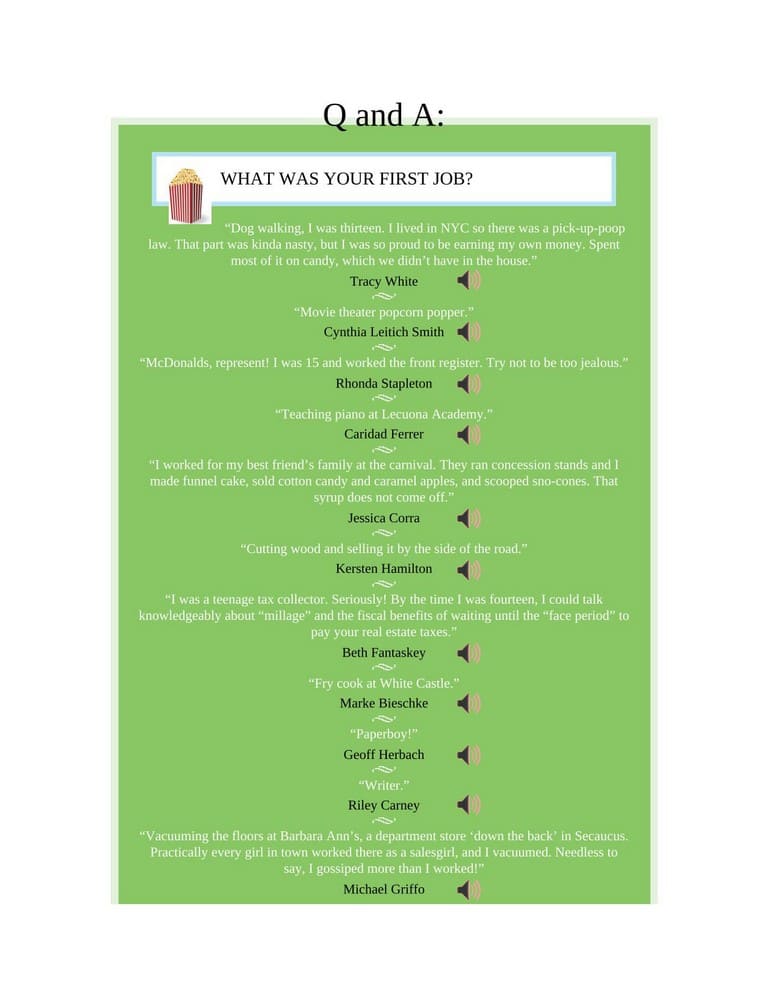 Q and A:
WHAT WAS YOUR FIRST JOB?
“Dog walking, I was thirteen. I lived in NYC so there was a pick-up-poop
law. That part was kinda nasty, but I was so proud to be earning my own money. Spent
most of it on candy, which we didn’t have in the house.”
Tracy White
“Movie theater popcorn popper.”
Cynthia Leitich Smith
“McDonalds, represent! I was 15 and worked the front register. Try not to be too jealous.”
Rhonda Stapleton
“Teaching piano at Lecuona Academy.”
Caridad Ferrer
“I worked for my best friend’s family at the carnival. They ran concession stands and I
made funnel cake, sold cotton candy and caramel apples, and scooped sno-cones. That
syrup does not come off.”
Jessica Corra
“Cutting wood and selling it by the side of the road.”
Kersten Hamilton
“I was a teenage tax collector. Seriously! By the time I was fourteen, I could talk
knowledgeably about “millage” and the fiscal benefits of waiting until the “face period” to
pay your real estate taxes.”
Beth Fantaskey
“Fry cook at White Castle.”
Marke Bieschke
“Paperboy!”
Geoff Herbach
“Writer.”
Riley Carney
“Vacuuming the floors at Barbara Ann’s, a department store ‘down the back’ in Secaucus.
Practically every girl in town worked there as a salesgirl, and I vacuumed. Needless to
say, I gossiped more than I worked!”
Michael Griffo